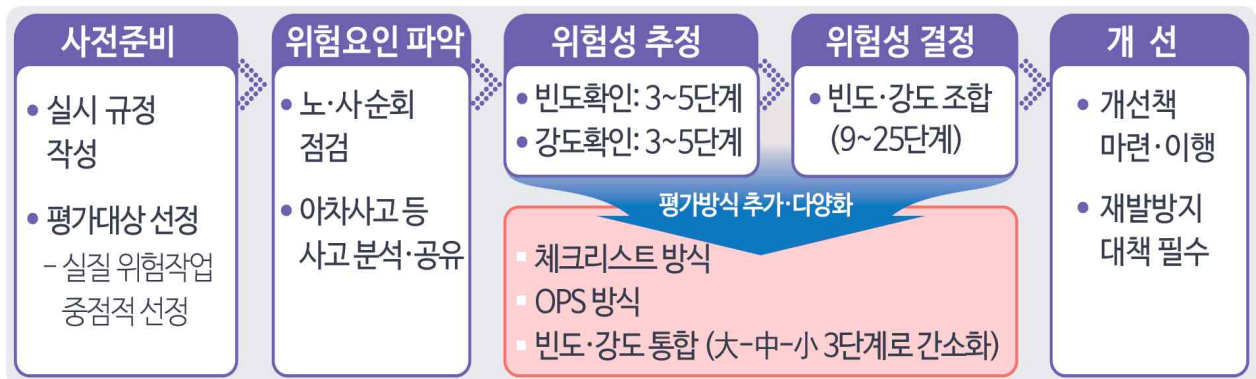 사전준비
• 실시 규정
작성
• 평가대상 선정
– 실질 위험작업
중점적 선정
위험요인 파악
• 노·사 순회
점검
• 아차사고 등
사고 분석·공유
위험성 추정
• 빈도확인: 3~5단계
• 강도확인: 3~5단계
위험성 결정
• 빈도·강도 조합
(9~25단계)
평가방식 추가·다양화
체크리스트 방식
OPS 방식
빈도·강도 통합 (大-中-小 3단계로 간소화)
개 선
• 개선책
마련·이행
• 재발방지
대책 필수